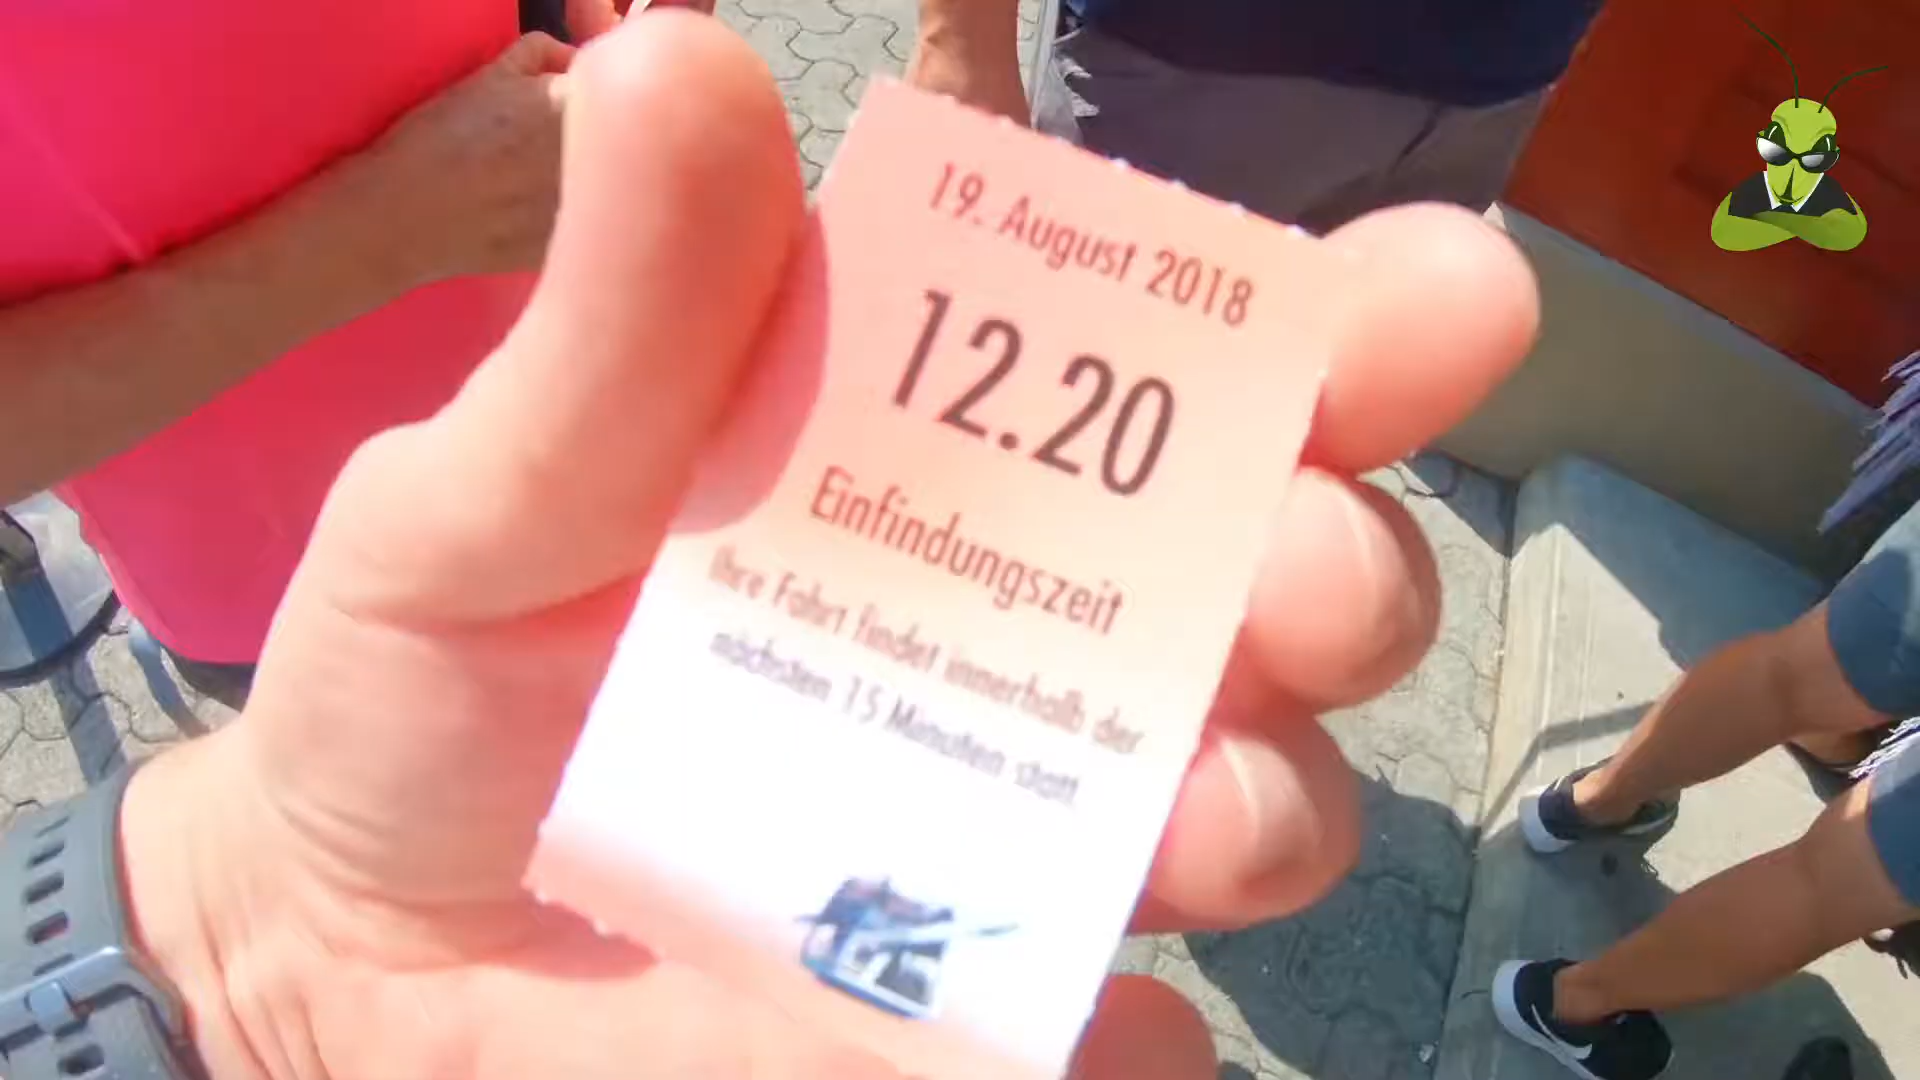 19. August 2018
12.20
Einfindungszeit
Ihre Fahrt findet innerhalb der
nächsten 15 Minuten statt